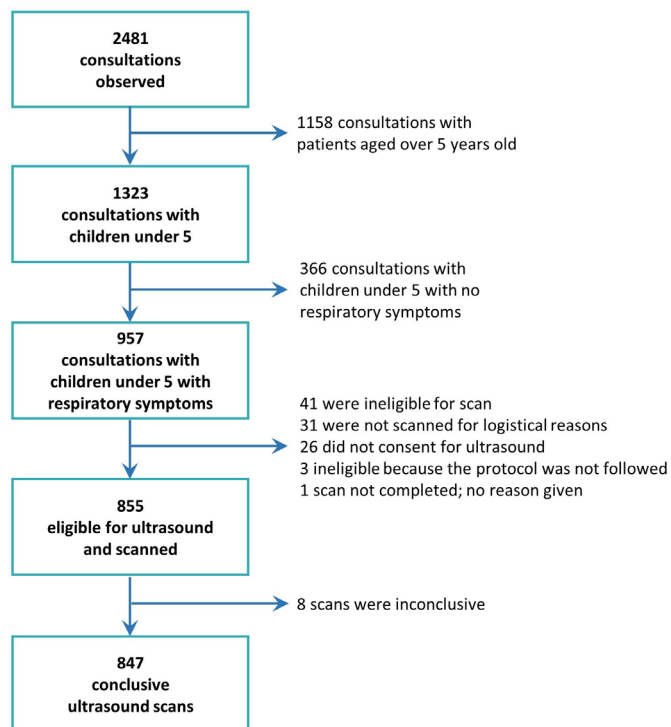 2481
consultations
observed
1158 consultations with
patients aged over 5 years old
1323
consultations with
children under 5
366 consultations with
children under 5 with no
respiratory symptoms
957
consultations with
children under 5 with
respiratory symptoms
41 were ineligible for scan
31 were not scanned for logistical reasons
26 did not consent for ultrasound
3 ineligible because the protocol was not followed
1 scan not completed; no reason given
855
eligible for ultrasound
and scanned
8 scans were inconclusive
847
conclusive
ultrasound scans